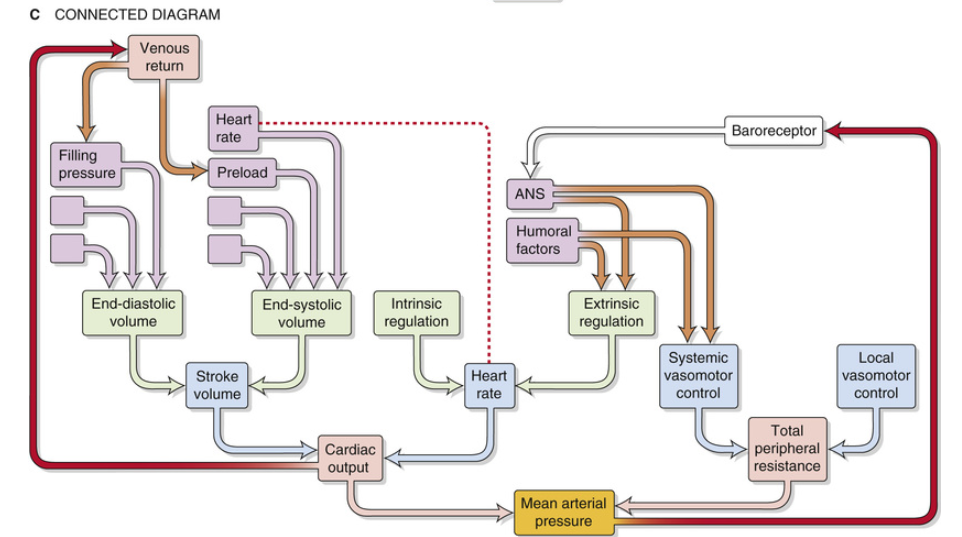 C CONNECTED DIAGRAM
Venous
return
Heart
rate
Baroreceptor
Filling
pressure
Preload
ANS
Humoral
factors
End-diastolic
volume
End-systolic
volume
Intrinsic
regulation
Extrinsic
regulation
Stroke
volume
Heart
rate
Systemic
vasomotor
control
Local
vasomotor
control
Cardiac
output
Total
peripheral
resistance
Mean arterial
pressure